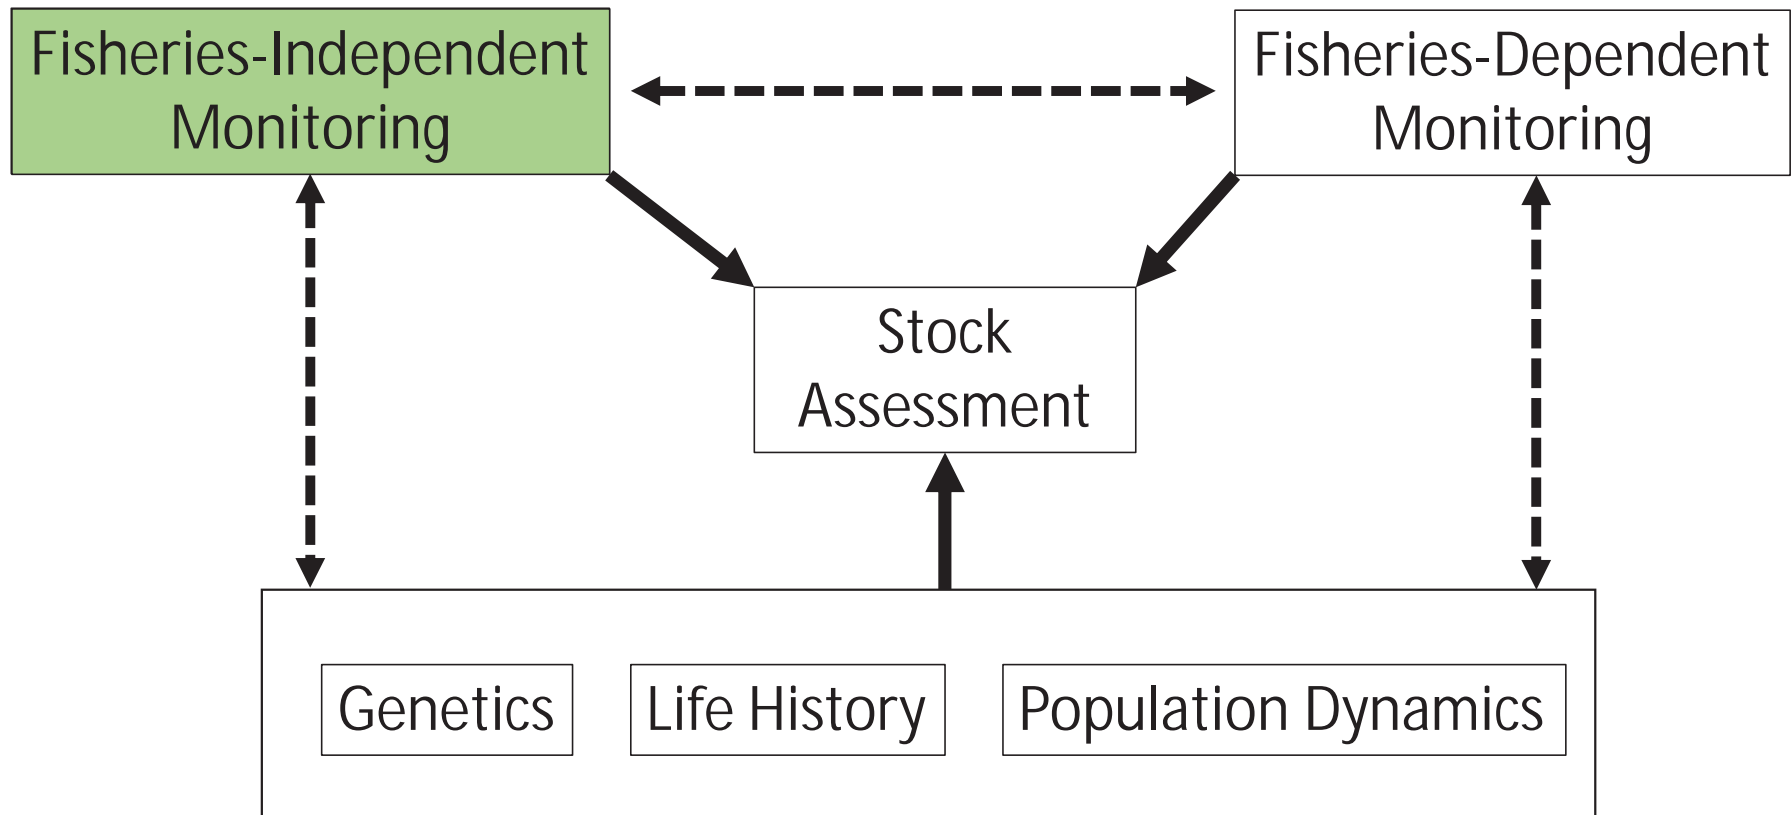 Fisheries-Independent
Monitoring
Fisheries-Dependent
Monitoring
Stock
Assessment
Genetics
Life History
Population Dynamics